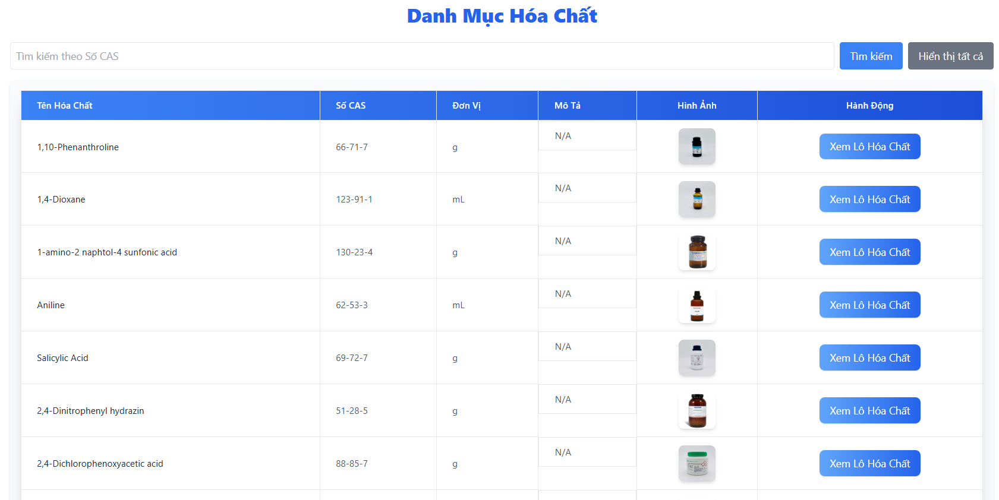 Danh Mục Hóa Chất
Tìm kiếm theo Số CAS
Tìm kiếm
Hiển thị tất cả
Tên Hóa Chất Số CAS Đơn Vị Mô Tả Hình Ảnh Hành Động
1,10-Phenanthroline 66-71-7 g N/A Xem Lô Hóa Chất
1,4-Dioxane 123-91-1 mL N/A Xem Lô Hóa Chất
1-amino-2 naphtol-4 sunfonic acid 130-23-4 g N/A Xem Lô Hóa Chất
Aniline 62-53-3 mL N/A Xem Lô Hóa Chất
Salicylic Acid 69-72-7 g N/A Xem Lô Hóa Chất
2,4-Dinitrophenyl hydrazin 51-28-5 g N/A Xem Lô Hóa Chất
2,4-Dichlorophenoxyacetic acid 88-85-7 g N/A Xem Lô Hóa Chất